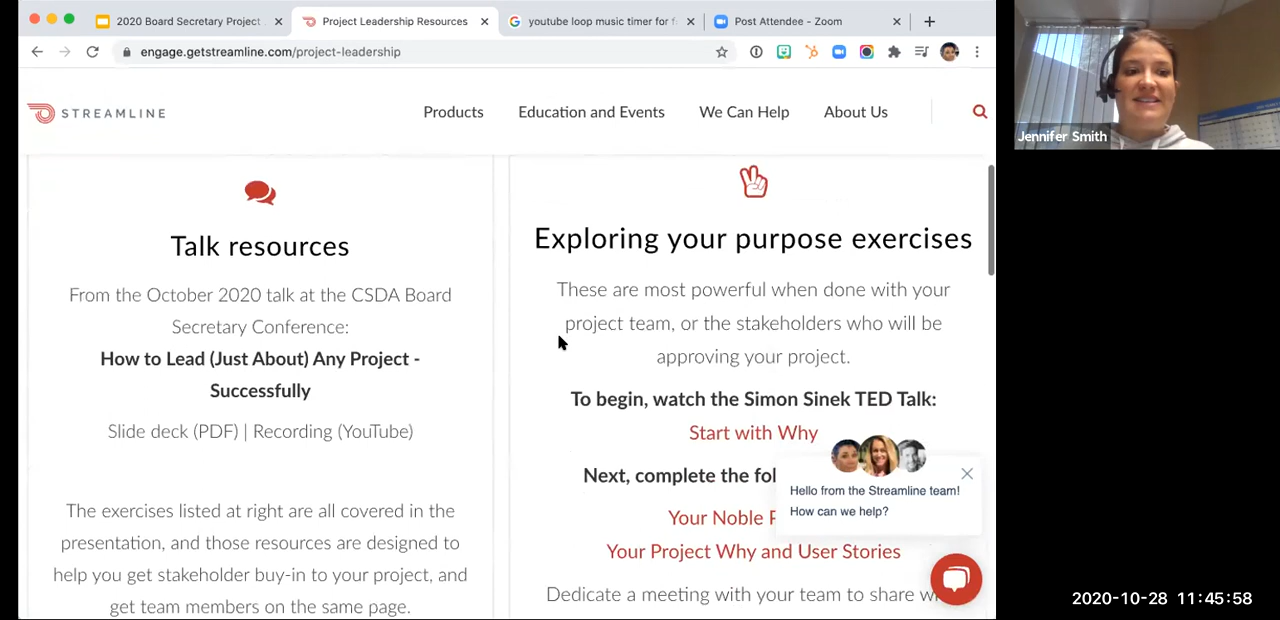 2020 Board Secretary Project
Project Leadership Resources
youtube loop music timer for f
Post Attendee - Zoom
engage.getstreamline.com/project-leadership
STREAMLINE
Products
Education and Events
We Can Help
About Us
Jennifer Smith
Talk resources
From the October 2020 talk at the CSDA Board
Secretary Conference:
How to Lead (Just About) Any Project -
Successfully
Slide deck (PDF) | Recording (YouTube)
The exercises listed at right are all covered in the
presentation, and those resources are designed to
help you get stakeholder buy-in to your project, and
get team members on the same page.
Exploring your purpose exercises
These are most powerful when done with your
project team, or the stakeholders who will be
approving your project.
To begin, watch the Simon Sinek TED Talk:
Start with Why
Next, complete the fol
Your Noble P
Your Project Why and User Stories
Dedicate a meeting with your team to share w
Hello from the Streamline team!
How can we help?
2020-10-28 11:45:58